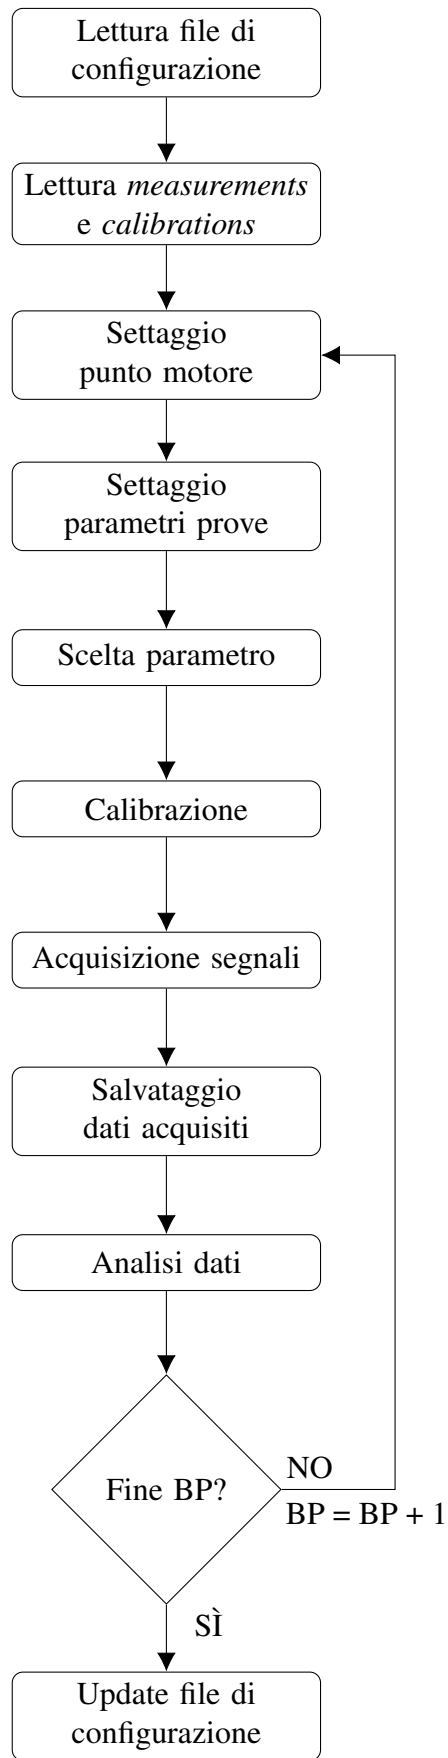 Lettura file di
configurazione
Lettura measurements
e calibrations
Settaggio
punto motore
Settaggio
parametri prove
Scelta parametro
Calibrazione
Acquisizione segnali
Salvataggio
dati acquisiti
Analisi dati
Fine BP?
NO
BP = BP + 1
SÌ
Update file di
configurazione